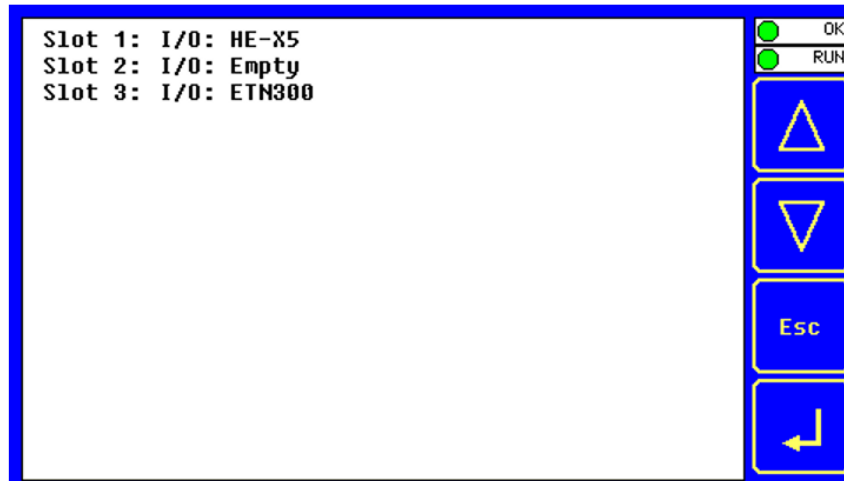 Slot 1: I/O: HE-X5
Slot 2: I/O: Empty
Slot 3: I/O: ETN300
OK
RUN
Esc